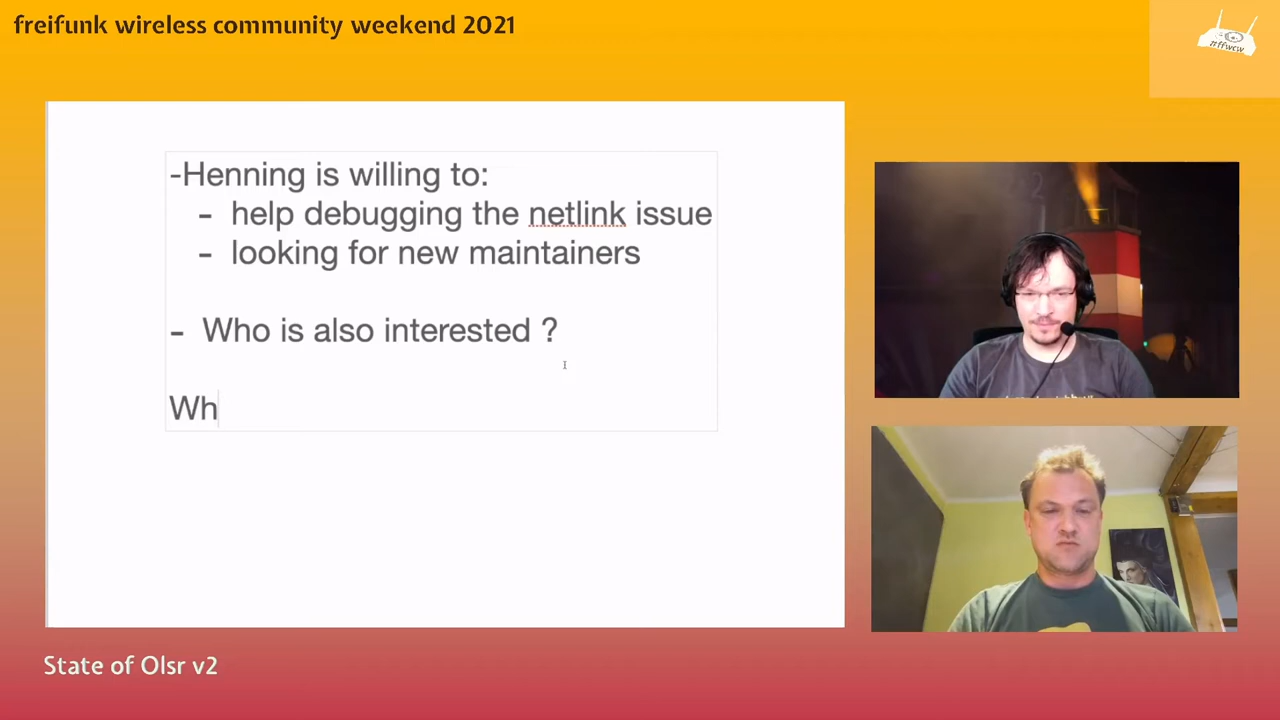 freifunk wireless community weekend 2021
#ffwcw
-Henning is willing to:
- help debugging the netlink issue
- looking for new maintainers
- Who is also interested ?
Wh
State of Olsr v2